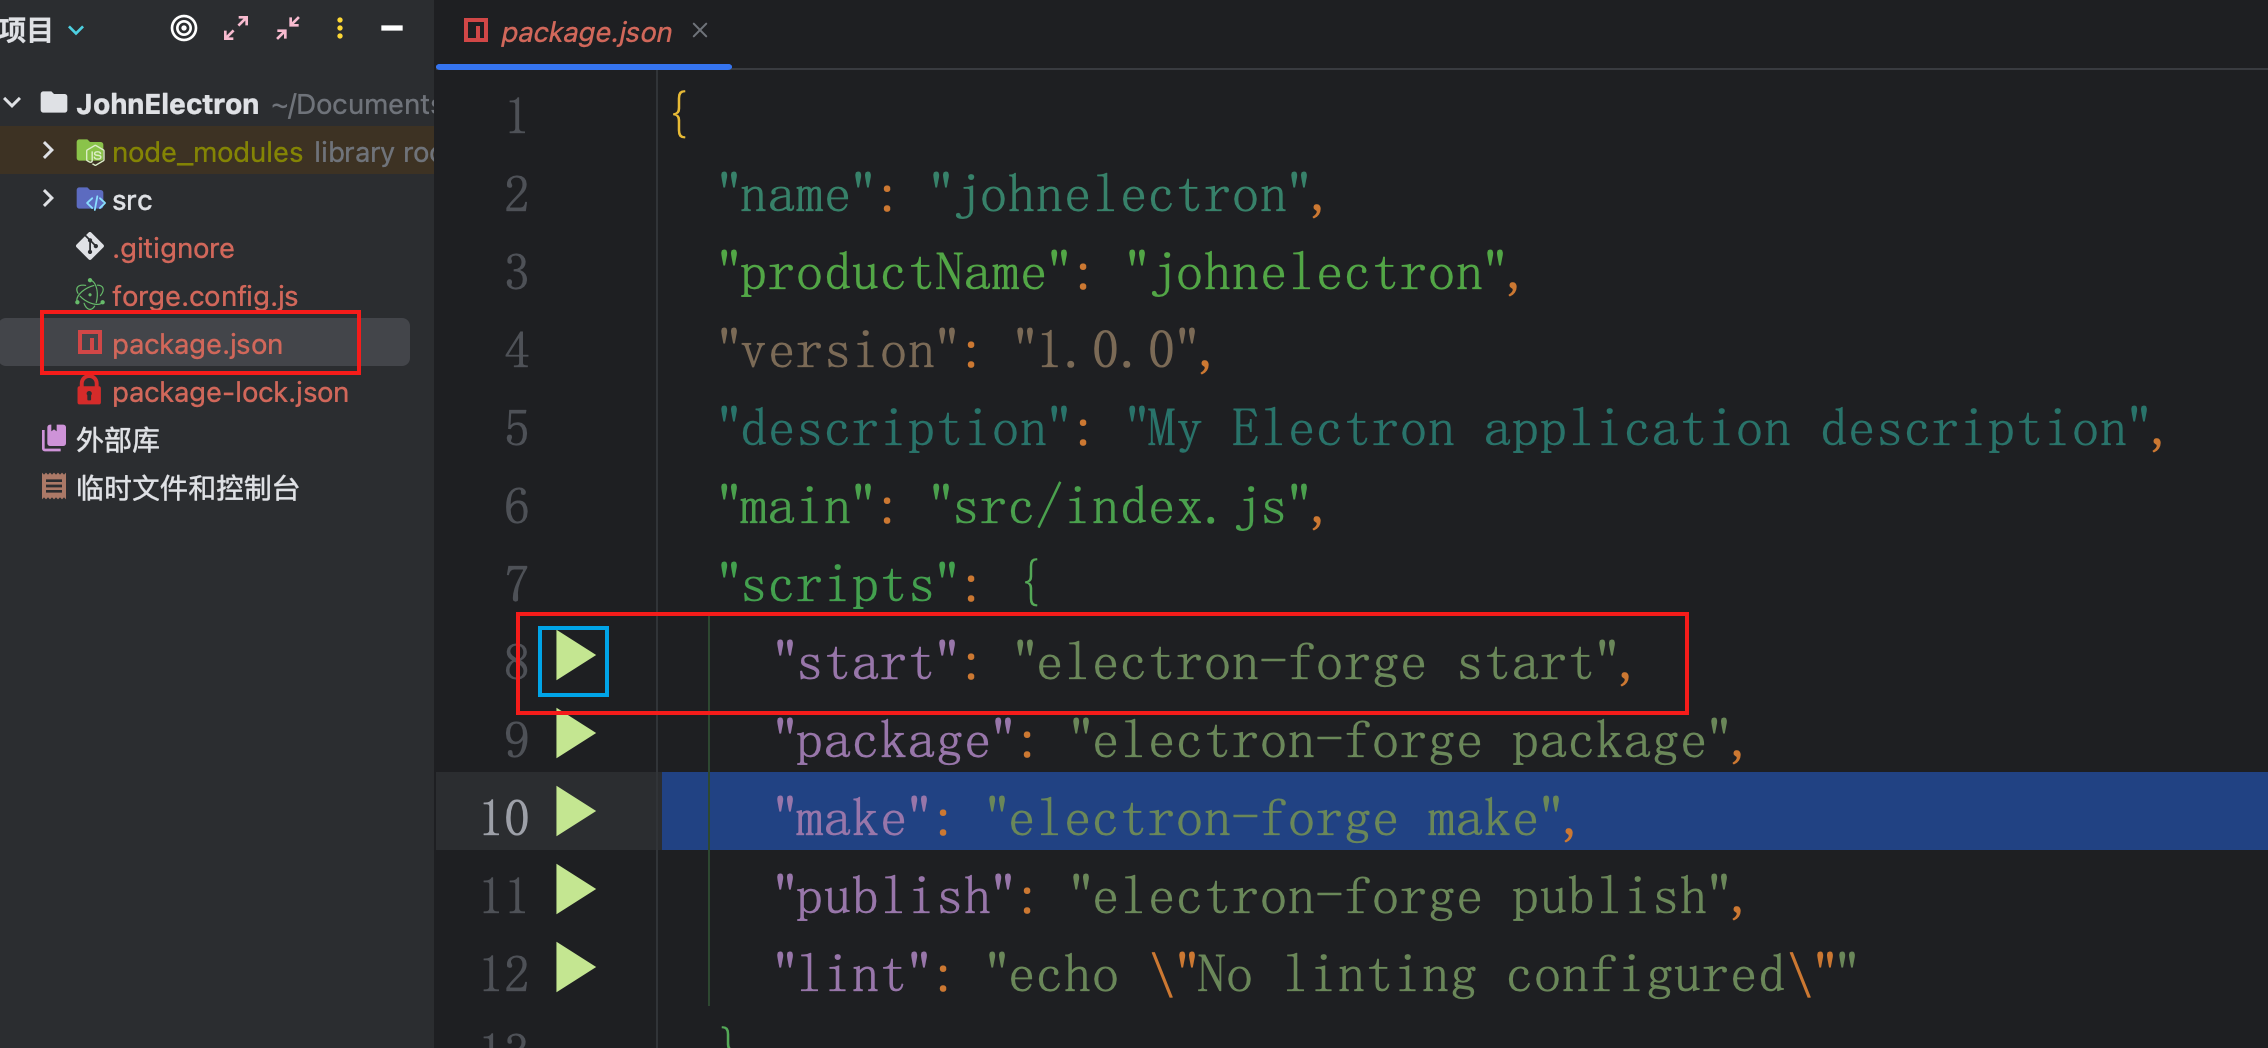 项目
JohnElectron ~/Documents
node_modules library roo
src
.gitignore
forge.config.js
package.json
package-lock.json
外部库
临时文件和控制台
package.json
1 {
2 "name": "johnelectron",
3 "productName": "johnelectron",
4 "version": "1.0.0",
5 "description": "My Electron application description",
6 "main": "src/index.js",
7 "scripts": {
8 "start": "electron-forge start",
9 "package": "electron-forge package",
10 "make": "electron-forge make",
11 "publish": "electron-forge publish",
12 "lint": "echo \"No linting configured\""
13 }